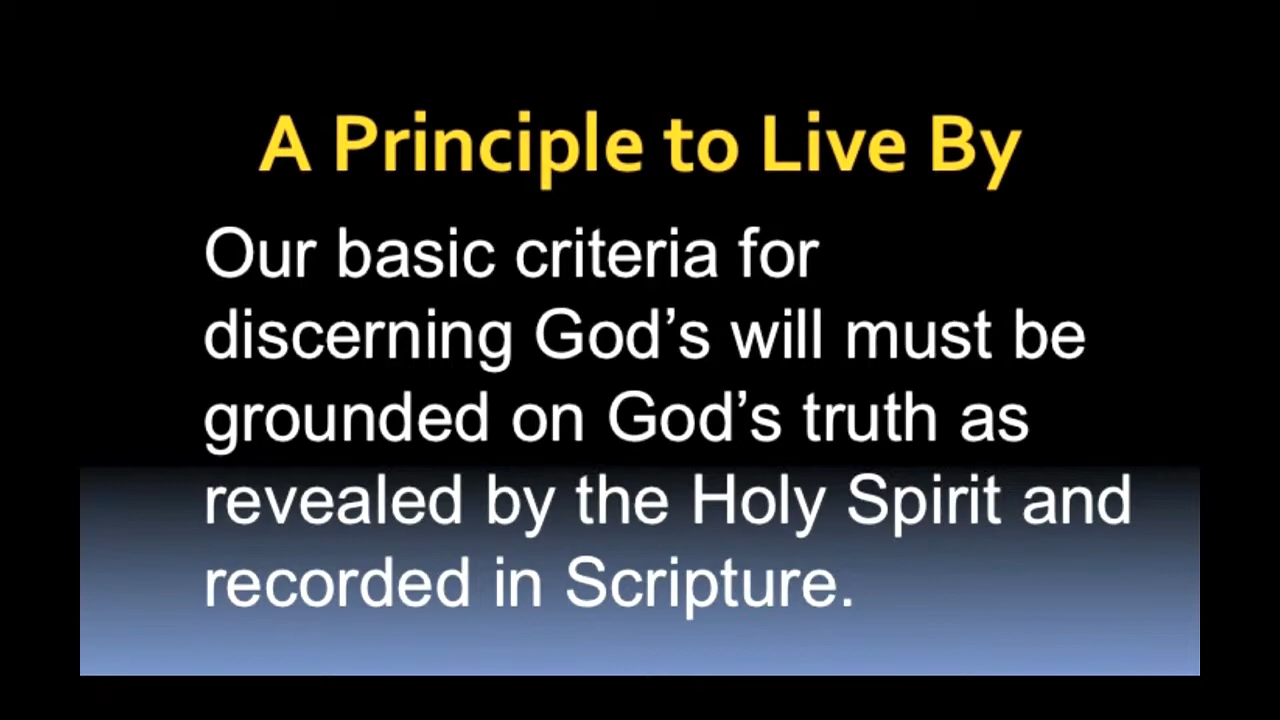 A Principle to Live By
Our basic criteria for
discerning God’s will must be
grounded on God’s truth as
revealed by the Holy Spirit and
recorded in Scripture.